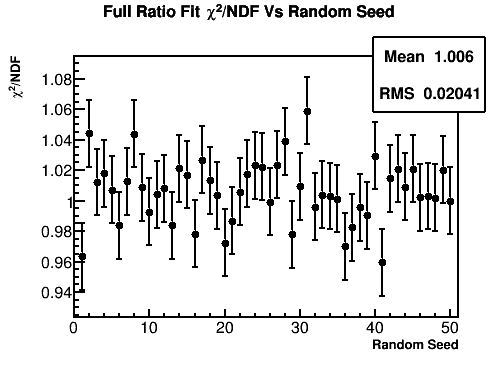 Full Ratio Fit χ²/NDF Vs Random Seed
Mean 1.006
RMS 0.02041
χ²/NDF
1.08
1.06
1.04
1.02
1
0.98
0.96
0.94
0 10 20 30 40 50
Random Seed